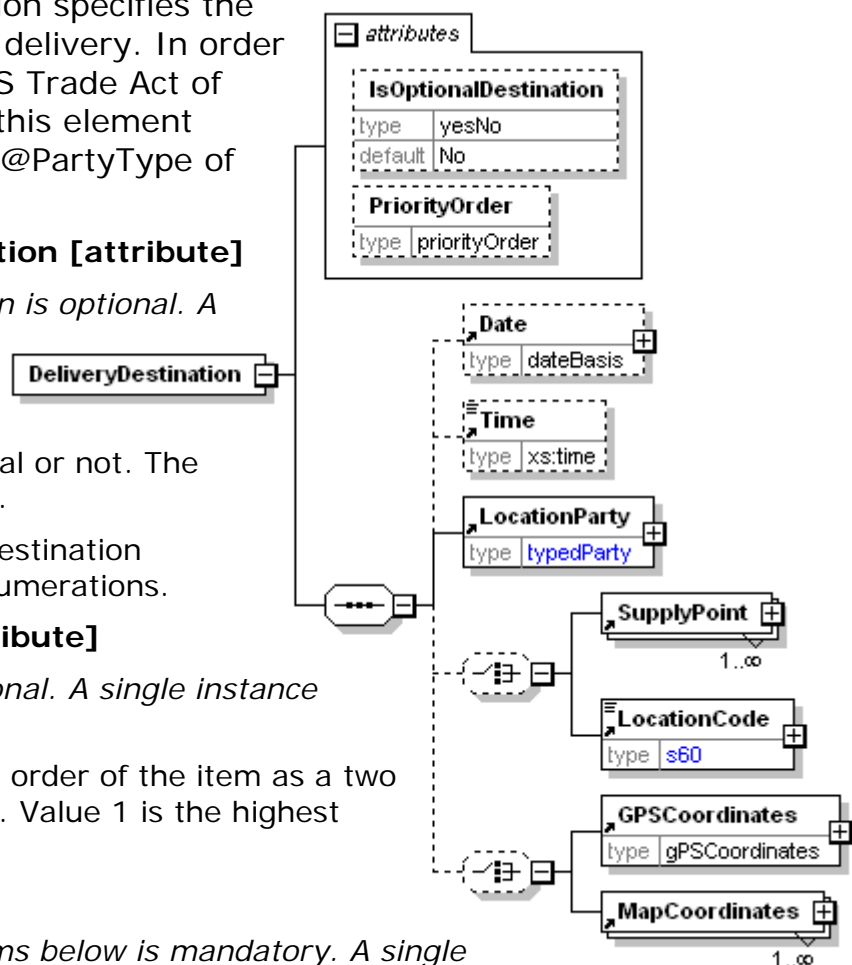 ion specifies the
delivery. In order
S Trade Act of
this element
@PartyType of
tion [attribute]
n is optional. A
al or not. The
.
estination
umerations.
ibute]
onal. A single instance
order of the item as a two
. Value 1 is the highest
ms below is mandatory. A single
attributes
IsOptionalDestination
type yesNo
default No
PriorityOrder
type priorityOrder
DeliveryDestination
Date
type dateBasis
Time
type xs:time
LocationParty
type typedParty
SupplyPoint
1..∞
LocationCode
type s60
GPSCoordinates
type gPSCoordinates
MapCoordinates
1..∞